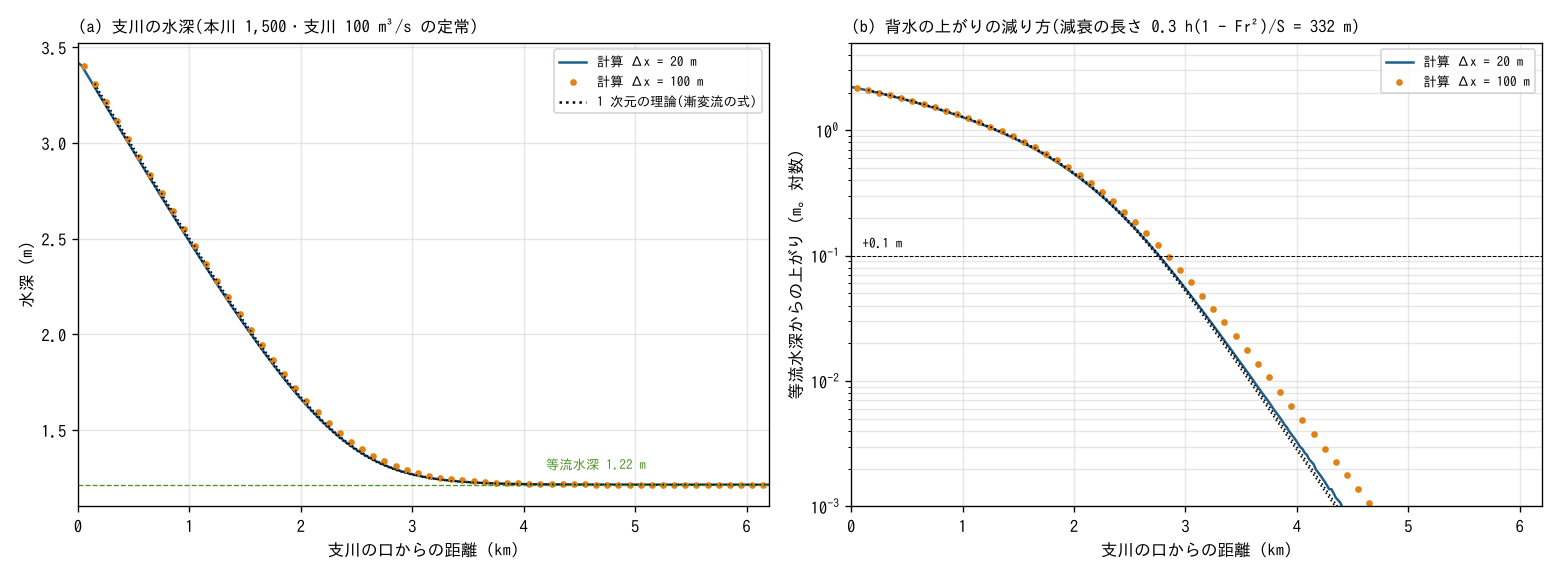 (a) 支川の水深(本川 1,500・支川 100 m³/s の定常)
計算 Δx = 20 m
計算 Δx = 100 m
1 次元の理論(漸変流の式)
水深 (m)
3.5
3.0
2.5
2.0
1.5
等流水深 1.22 m
0 1 2 3 4 5 6
支川の口からの距離 (km)
(b) 背水の上がりの減り方(減衰の長さ 0.3 h(1 - Fr²)/S = 332 m)
計算 Δx = 20 m
計算 Δx = 100 m
等流水深からの上がり (m。対数)
10⁰
+0.1 m
10⁻¹
10⁻²
10⁻³
0 1 2 3 4 5 6
支川の口からの距離 (km)